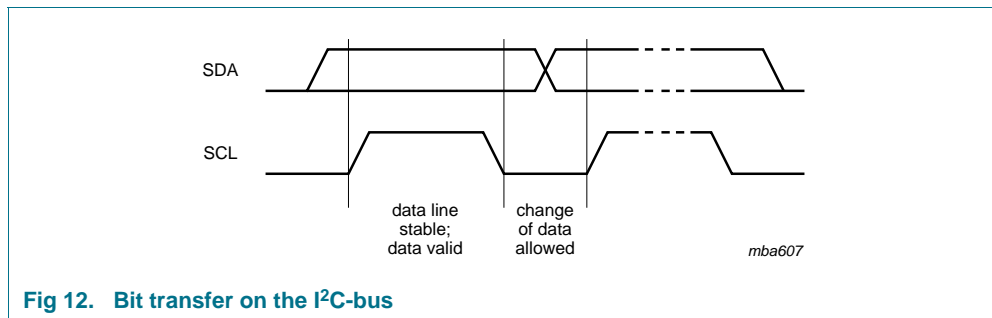 SDA
SCL
data line
stable;
data valid
change
of data
allowed
mba607
Fig 12. Bit transfer on the I²C-bus